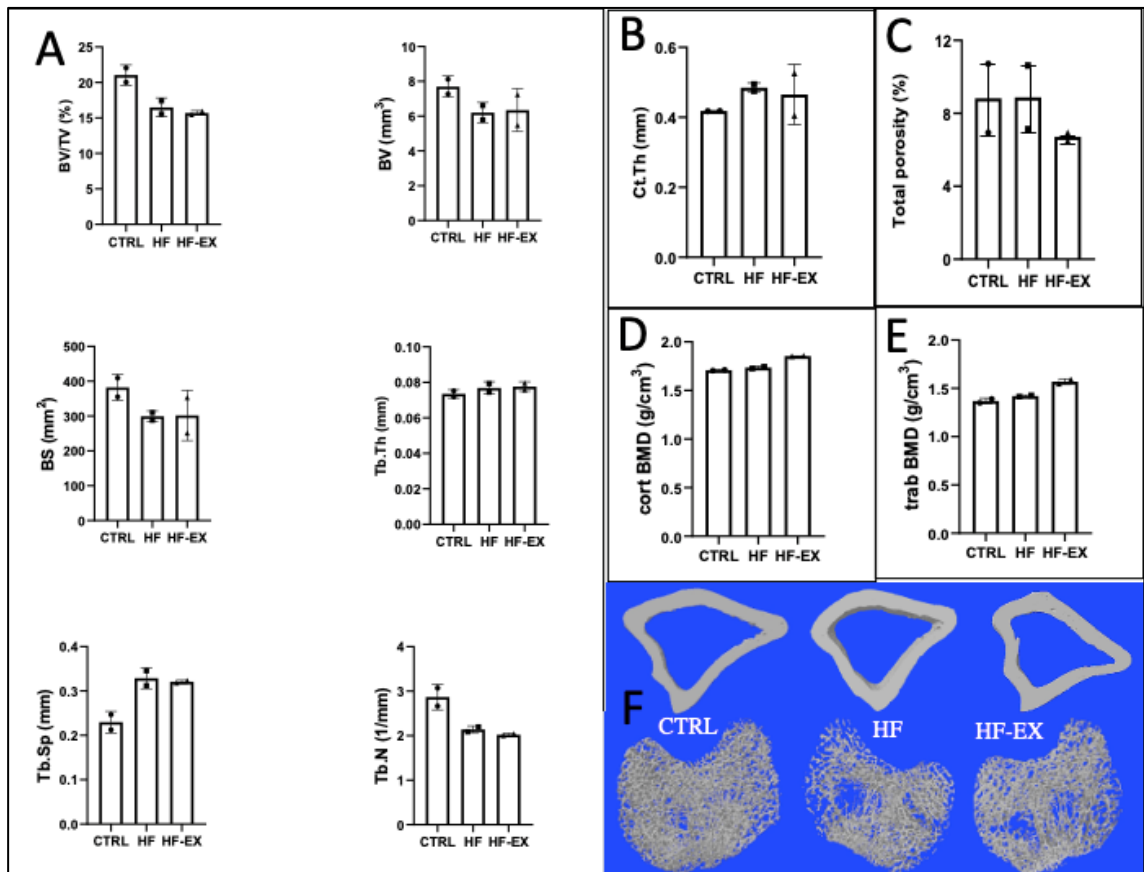 A
25
20
15
10
5
0
BV/TV (%)
CTRL HF HF-EX
10
8
6
4
2
0
BV (mm³)
CTRL HF HF-EX
500
400
300
200
100
0
BS (mm²)
CTRL HF HF-EX
0.10
0.08
0.06
0.04
0.02
0.00
Tb.Th (mm)
CTRL HF HF-EX
0.4
0.3
0.2
0.1
0.0
Tb.Sp (mm)
CTRL HF HF-EX
4
3
2
1
0
Tb.N (1/mm)
CTRL HF HF-EX
B
0.6
0.4
0.2
0.0
Ct.Th (mm)
CTRL HF HF-EX
C
12
8
4
0
Total porosity (%)
CTRL HF HF-EX
D
2.0
1.5
1.0
0.5
0.0
cort BMD (g/cm³)
CTRL HF HF-EX
E
2.0
1.5
1.0
0.5
0.0
trab BMD (g/cm³)
CTRL HF HF-EX
F
CTRL HF HF-EX